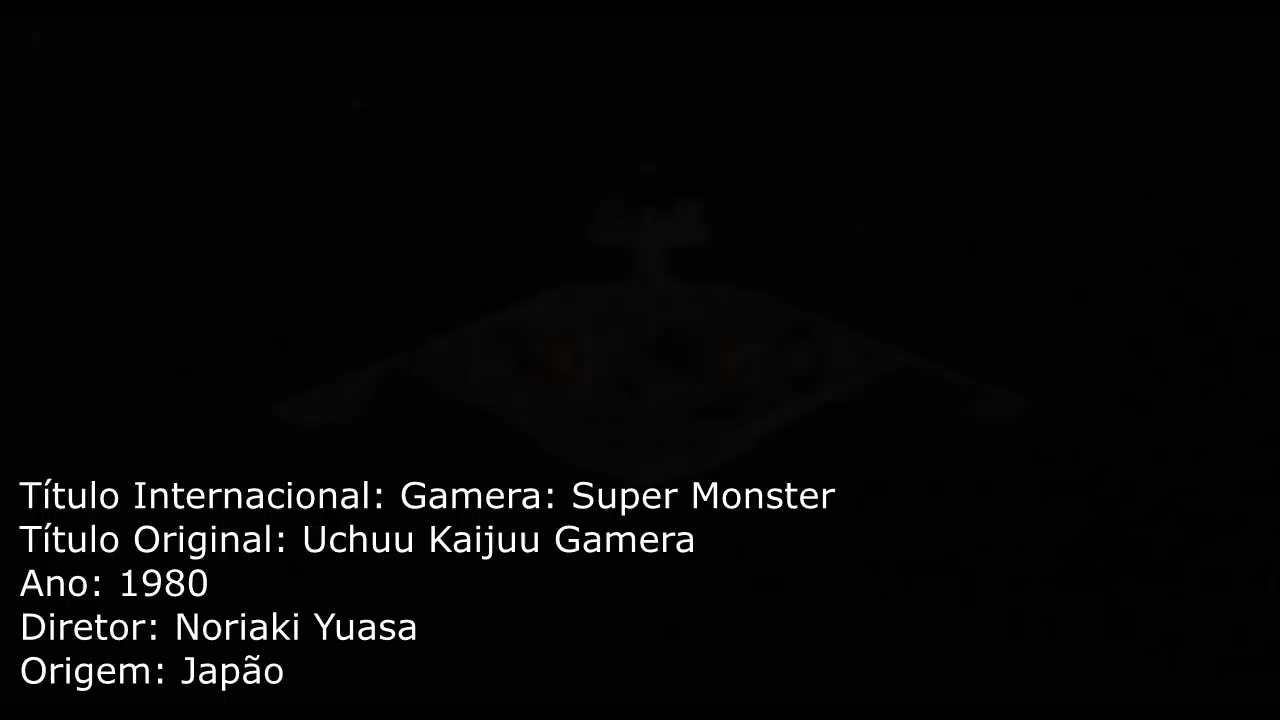 Título Internacional: Gamera: Super Monster
Título Original: Uchuu Kaijuu Gamera
Ano: 1980
Diretor: Noriaki Yuasa
Origem: Japão